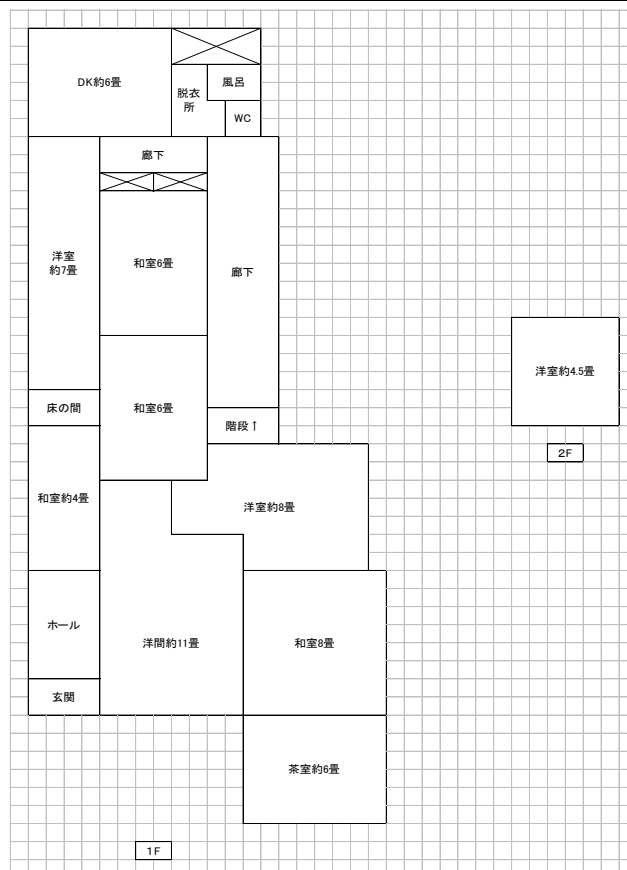 DK約6畳
脱衣
所
風呂
WC
廊下
洋室
約7畳
和室6畳
廊下
洋室約4.5畳
床の間
和室6畳
階段↑
2F
和室約4畳
洋室約8畳
ホール
洋間約11畳
和室8畳
玄関
茶室約6畳
1F